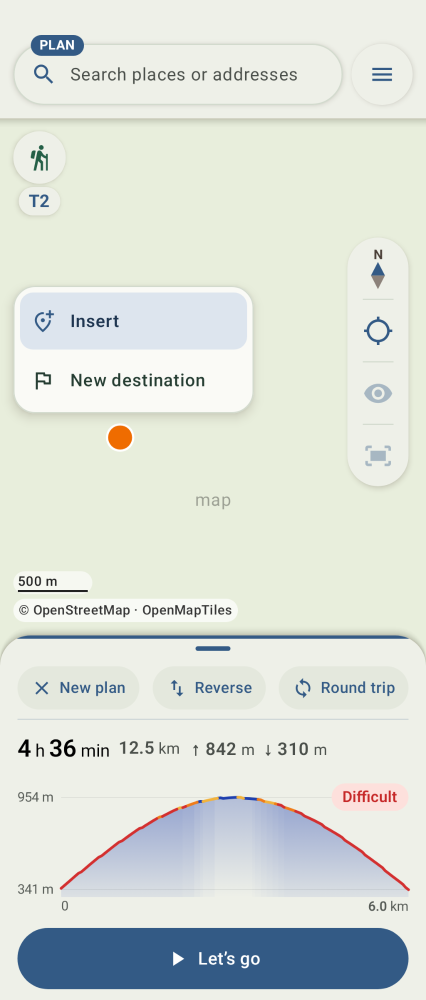 PLAN
Search places or addresses
T2
N
Insert
New destination
map
500 m
© OpenStreetMap · OpenMapTiles
New plan
Reverse
Round trip
4 h 36 min 12.5 km ↑ 842 m ↓ 310 m
954 m
Difficult
341 m
0
6.0 km
Let’s go